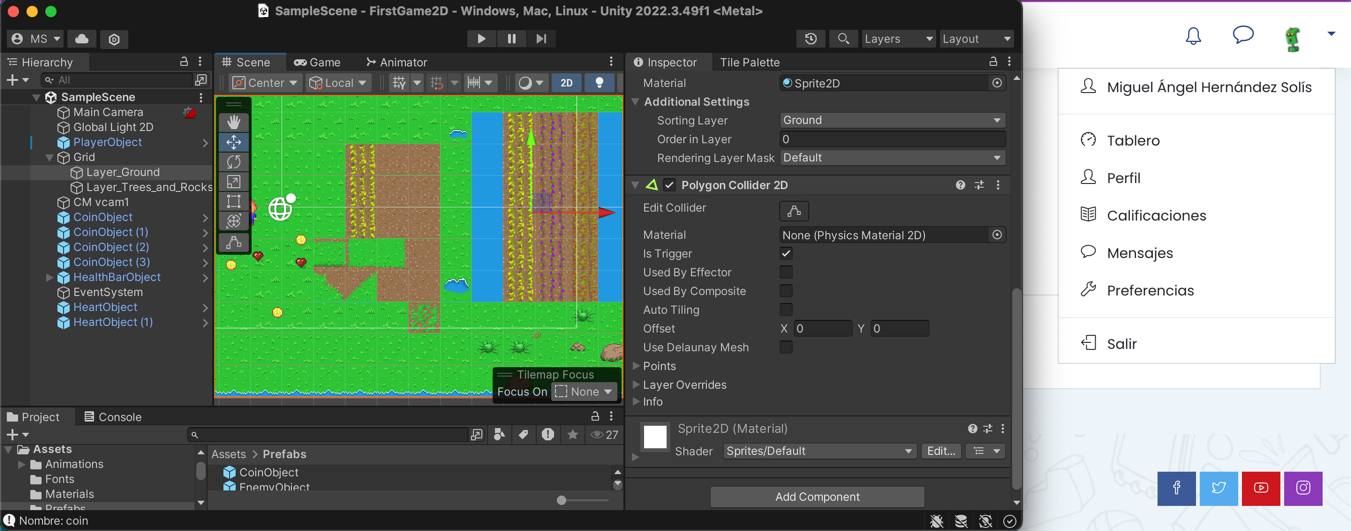 SampleScene - FirstGame2D - Windows, Mac, Linux - Unity 2022.3.49f1 <Metal>
MS
Layers
Layout
Hierarchy
All
SampleScene
Main Camera
Global Light 2D
PlayerObject
Grid
Layer_Ground
Layer_Trees_and_Rocks
CM vcam1
CoinObject
CoinObject (1)
CoinObject (2)
CoinObject (3)
HealthBarObject
EventSystem
HeartObject
HeartObject (1)
Scene
Game
Animator
Center
Local
2D
Tilemap Focus
Focus On
None
Inspector
Tile Palette
Material
Sprite2D
Additional Settings
Sorting Layer
Ground
Order in Layer
0
Rendering Layer Mask
Default
Polygon Collider 2D
Edit Collider
Material
None (Physics Material 2D)
Is Trigger
Used By Effector
Used By Composite
Auto Tiling
Offset
X 0
Y 0
Use Delaunay Mesh
Points
Layer Overrides
Info
Sprite2D (Material)
Shader
Sprites/Default
Edit...
Add Component
Project
Console
27
Assets
Animations
Fonts
Materials
Prefabs
Assets > Prefabs
CoinObject
EnemyObject
Nombre: coin
Miguel Ángel Hernández Solís
Tablero
Perfil
Calificaciones
Mensajes
Preferencias
Salir